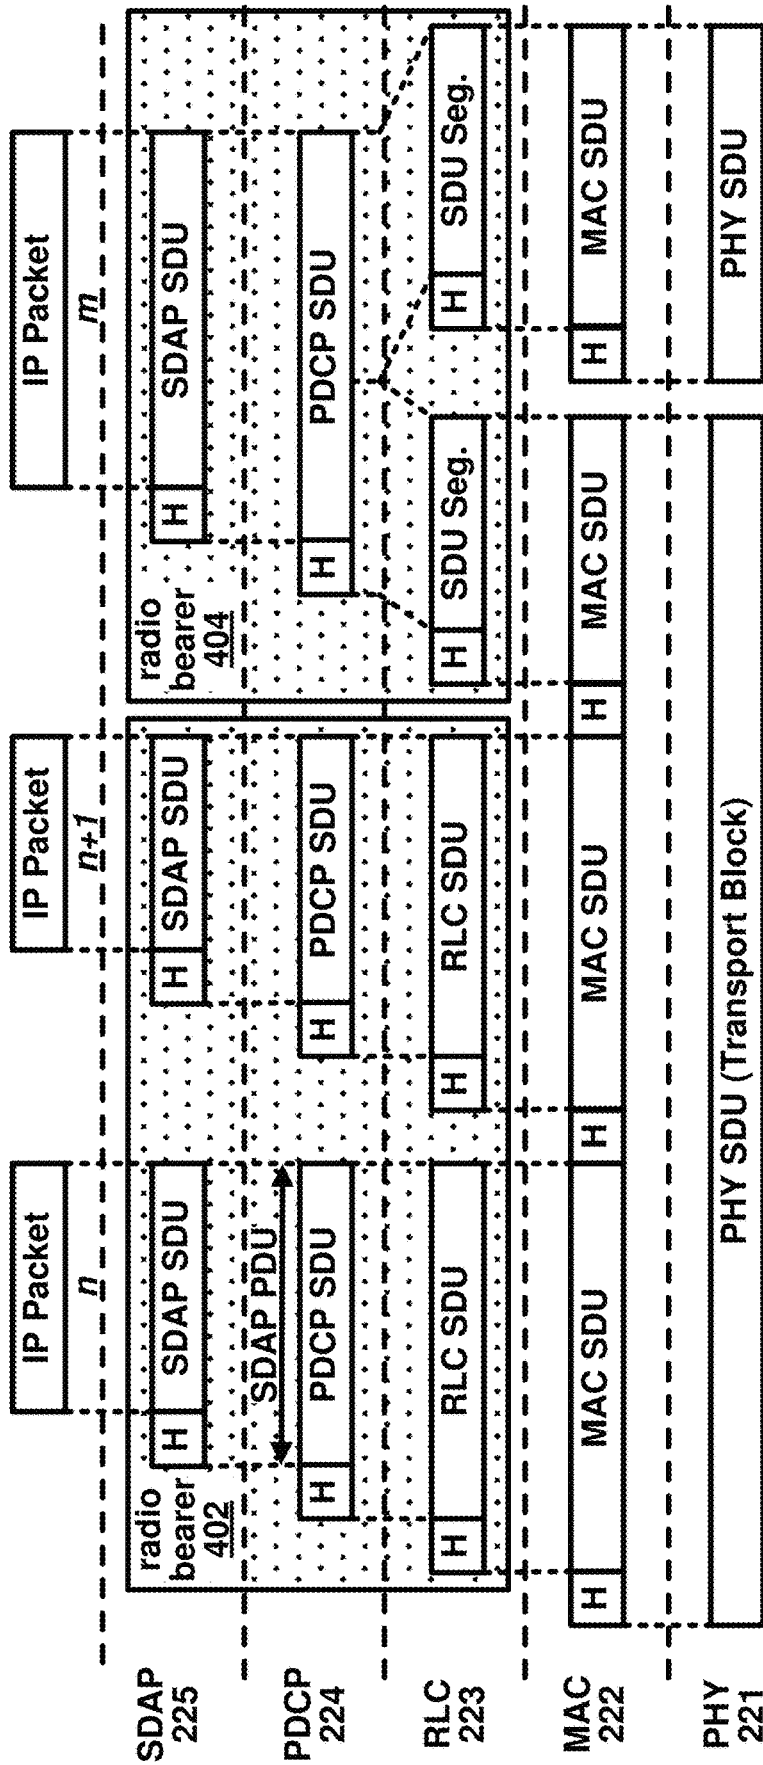 IP Packet
IP Packet
IP Packet
n
n+1
m
SDAP
225
radio
bearer
402
H
SDAP SDU
H
SDAP SDU
radio
bearer
404
H
SDAP SDU
SDAP PDU
PDCP
224
H
PDCP SDU
H
PDCP SDU
H
PDCP SDU
RLC
223
H
RLC SDU
H
RLC SDU
H
SDU Seg.
H
SDU Seg.
MAC
222
H
MAC SDU
H
MAC SDU
H
MAC SDU
H
MAC SDU
PHY
221
PHY SDU (Transport Block)
PHY SDU